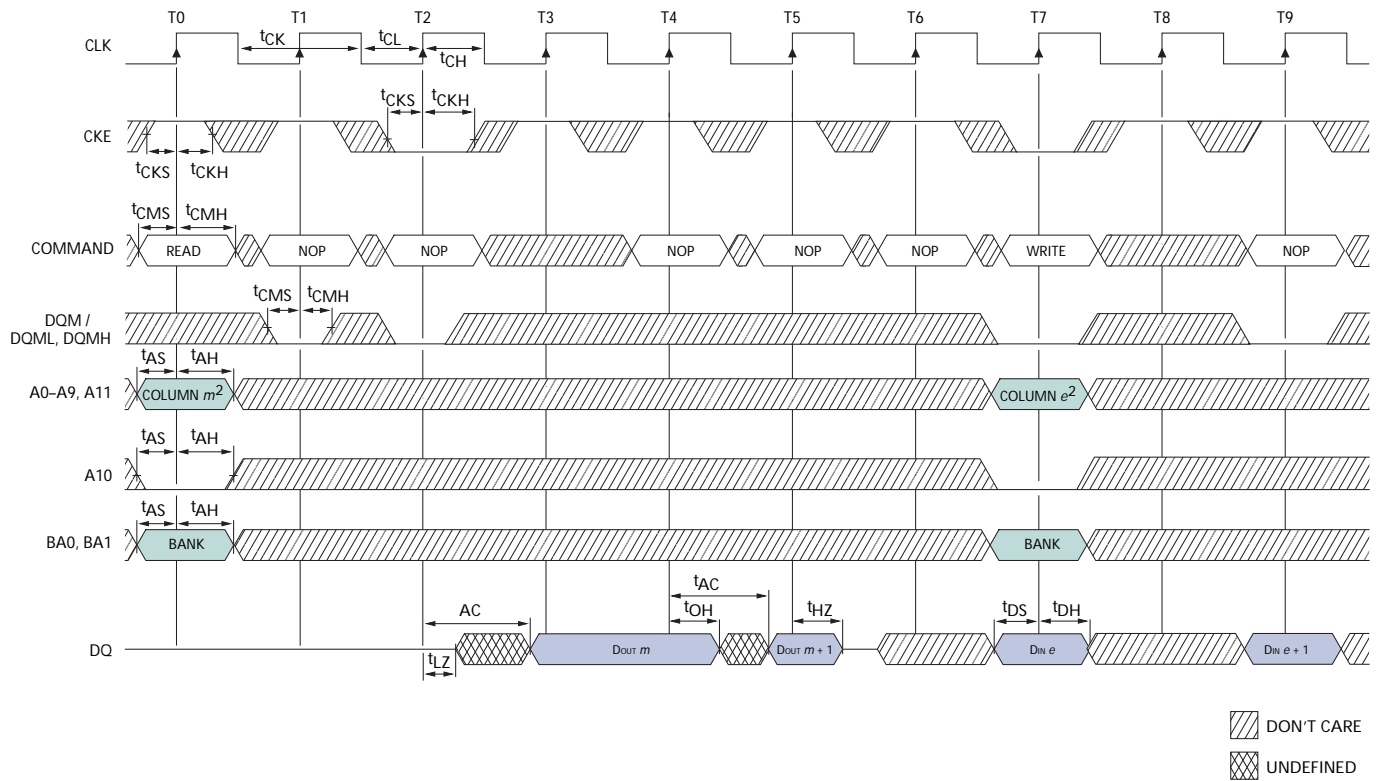 T0 T1 T2 T3 T4 T5 T6 T7 T8 T9
CLK tCK tCL tCH
tCKS tCKH
CKE
tCKS tCKH
tCMS tCMH
COMMAND READ NOP NOP NOP NOP NOP WRITE NOP
tCMS tCMH
DQM /
DQML, DQMH
tAS tAH
A0–A9, A11 COLUMN m2 COLUMN e2
tAS tAH
A10
tAS tAH
BA0, BA1 BANK BANK
AC tAC tOH tHZ tDS tDH
DQ DOUT m DOUT m + 1 DIN e DIN e + 1
tLZ
DON'T CARE
UNDEFINED